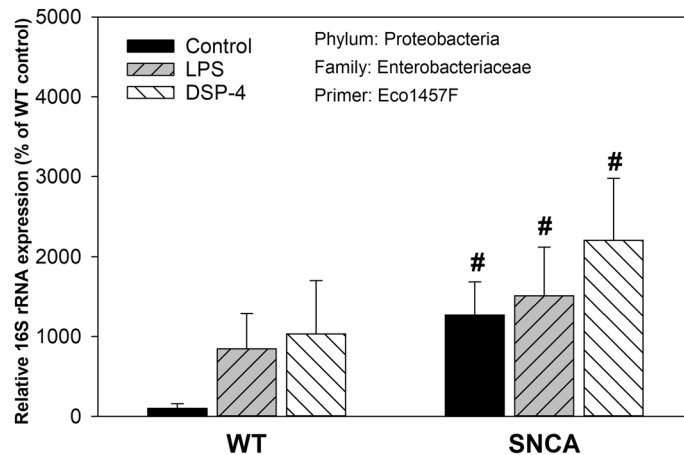 Relative 16S rRNA expression (% of WT control)
5000
4000
3000
2000
1000
0
Control
LPS
DSP-4
Phylum: Proteobacteria
Family: Enterobacteriaceae
Primer: Eco1457F
#
#
#
WT
SNCA